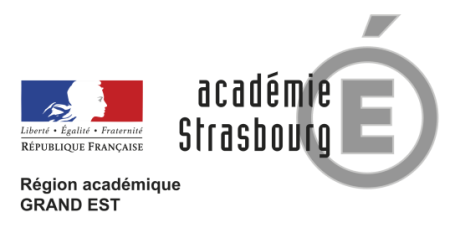 académie
Strasbourg
É
Liberté • Égalité • Fraternité
RÉPUBLIQUE FRANÇAISE
Région académique
GRAND EST